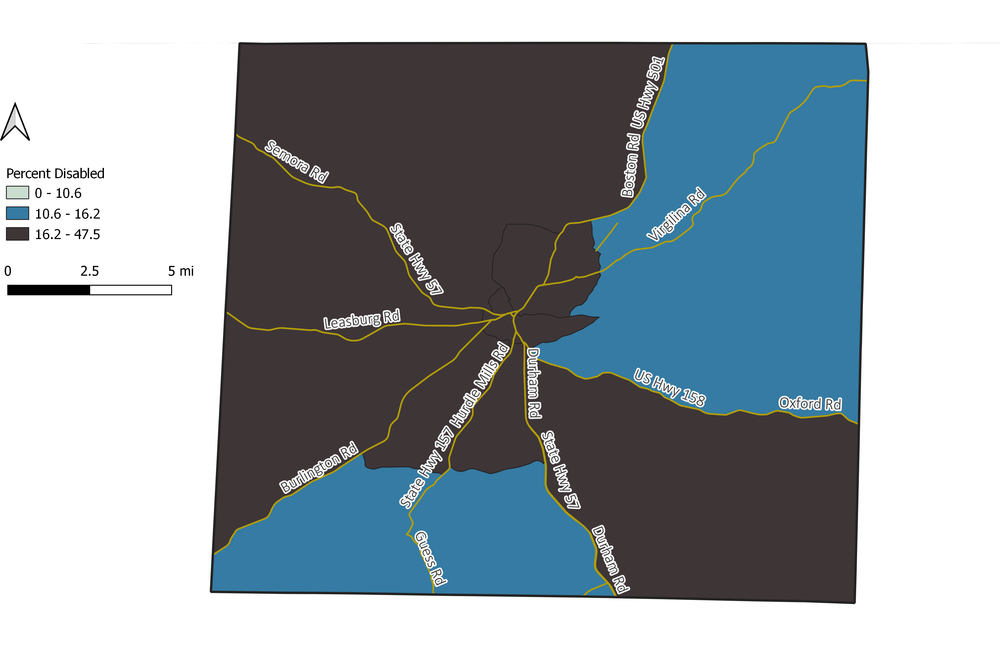 Percent Disabled
0 - 10.6
10.6 - 16.2
16.2 - 47.5
0 2.5 5 mi
Boston Rd US Hwy 501
Semora Rd
Virgilina Rd
State Hwy 57
Leasburg Rd
State Hwy 157 Hurdle Mills Rd
Durham Rd
US Hwy 158
Oxford Rd
State Hwy 57
Burlington Rd
Guess Rd
Durham Rd